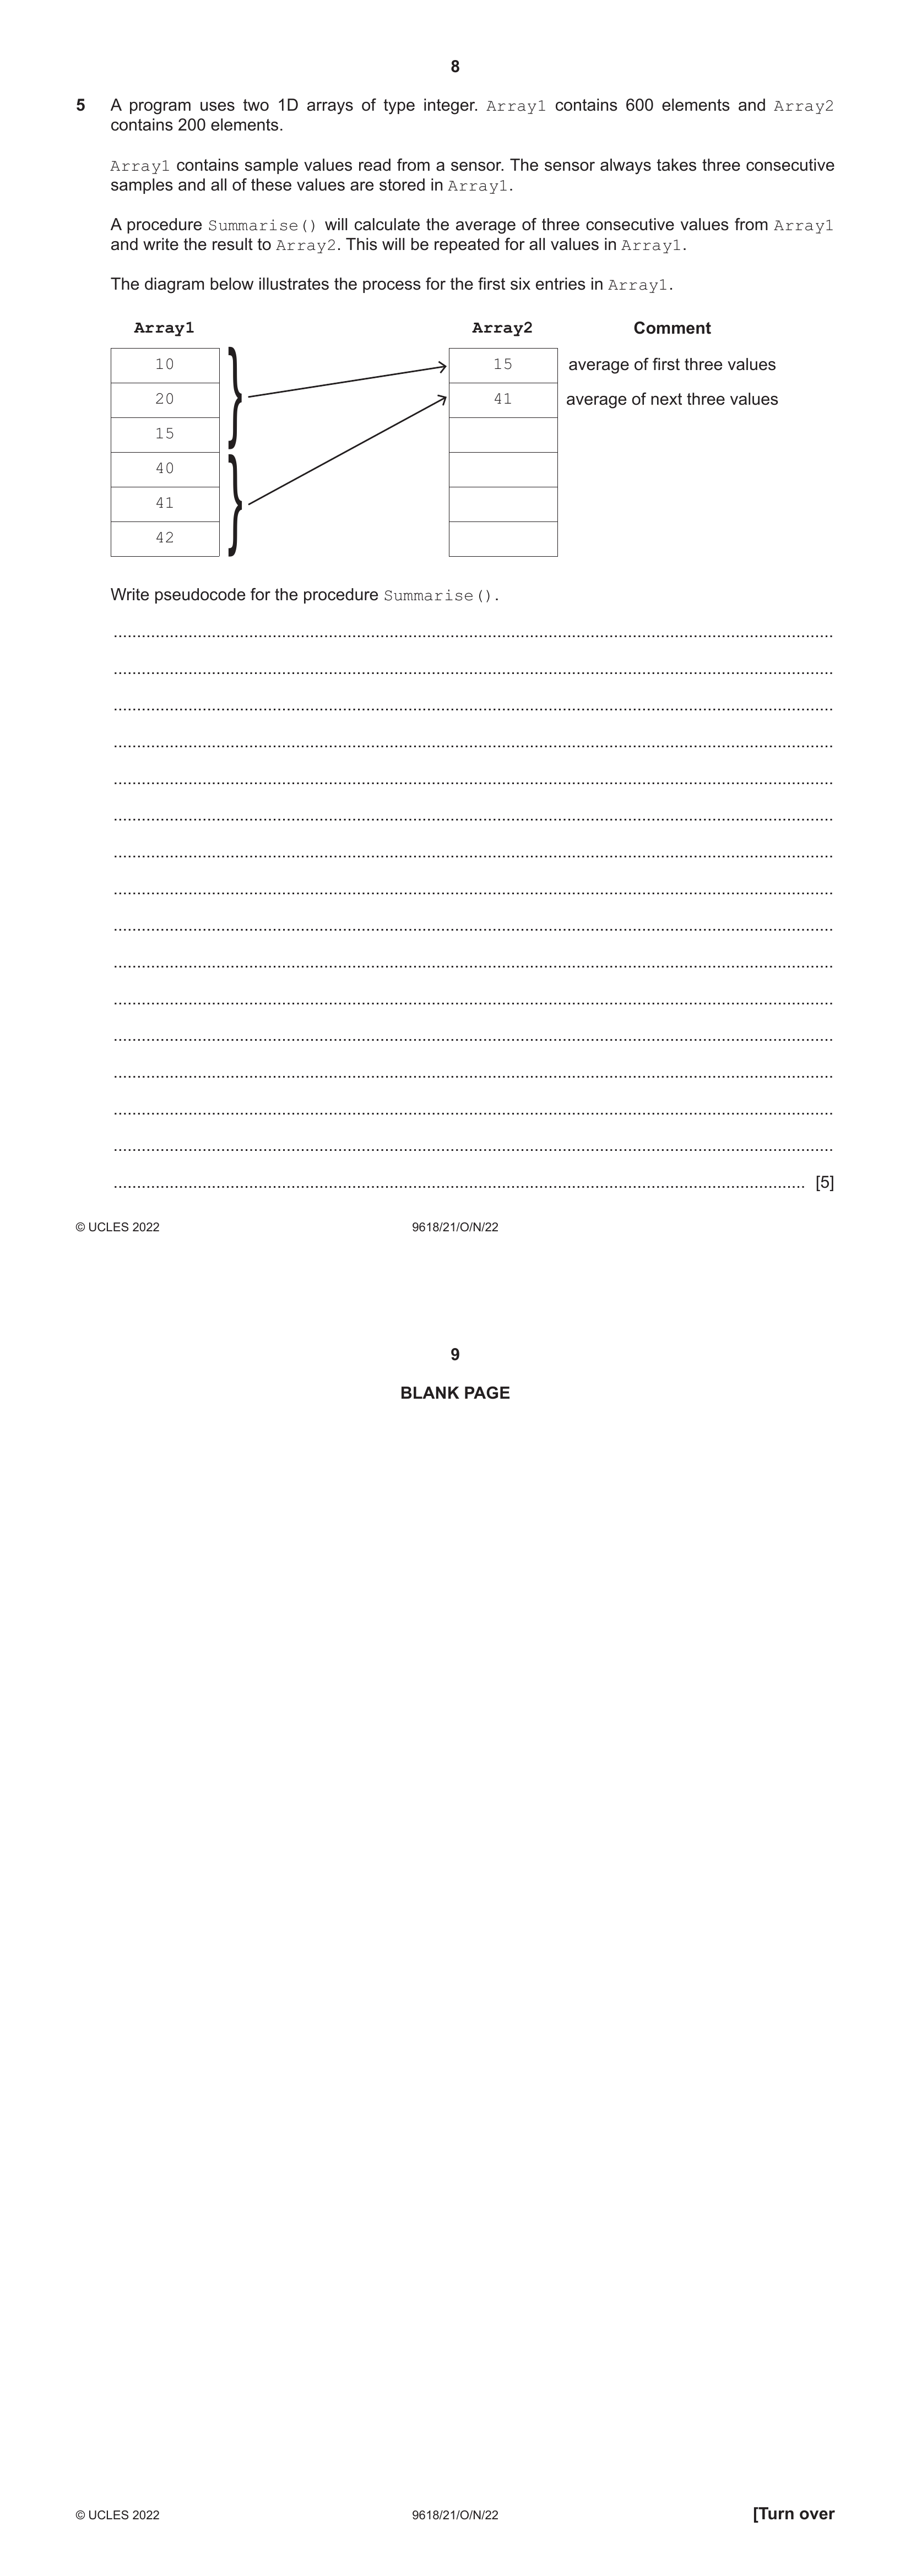 8
5 A program uses two 1D arrays of type integer. Array1 contains 600 elements and Array2
contains 200 elements.
Array1 contains sample values read from a sensor. The sensor always takes three consecutive
samples and all of these values are stored in Array1.
A procedure Summarise() will calculate the average of three consecutive values from Array1
and write the result to Array2. This will be repeated for all values in Array1.
The diagram below illustrates the process for the first six entries in Array1.
Array1 Array2 Comment
10 15 average of first three values
20 41 average of next three values
15
40
41
42
Write pseudocode for the procedure Summarise().
[5]
© UCLES 2022 9618/21/O/N/22
9
BLANK PAGE
© UCLES 2022 9618/21/O/N/22 [Turn over